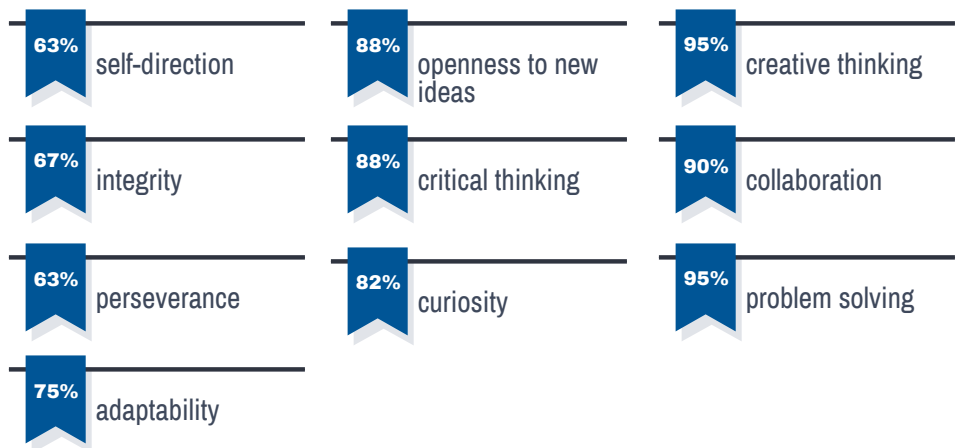 63%
self-direction
67%
integrity
63%
perseverance
75%
adaptability
88%
openness to new
ideas
88%
critical thinking
82%
curiosity
95%
creative thinking
90%
collaboration
95%
problem solving